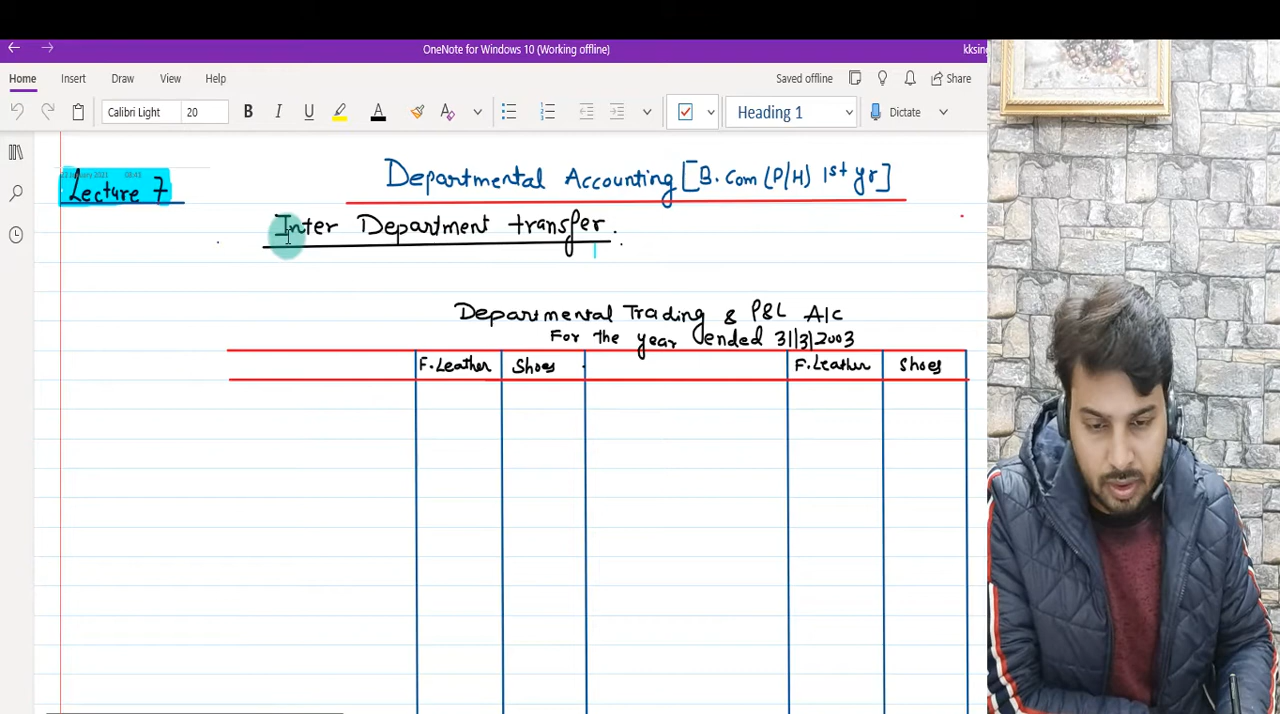 OneNote for Windows 10 (Working offline)
kksing
Home Insert Draw View Help
Saved offline Share
Calibri Light 20 B I U A Heading 1 Dictate
Lecture 7
Departmental Accounting [B.Com (P/H) 1st yr]
Inter Department transfer.
Departmental Trading & P&L A/c
For the year ended 31/3/2003
F.Leather Shoes F.Leather Shoes